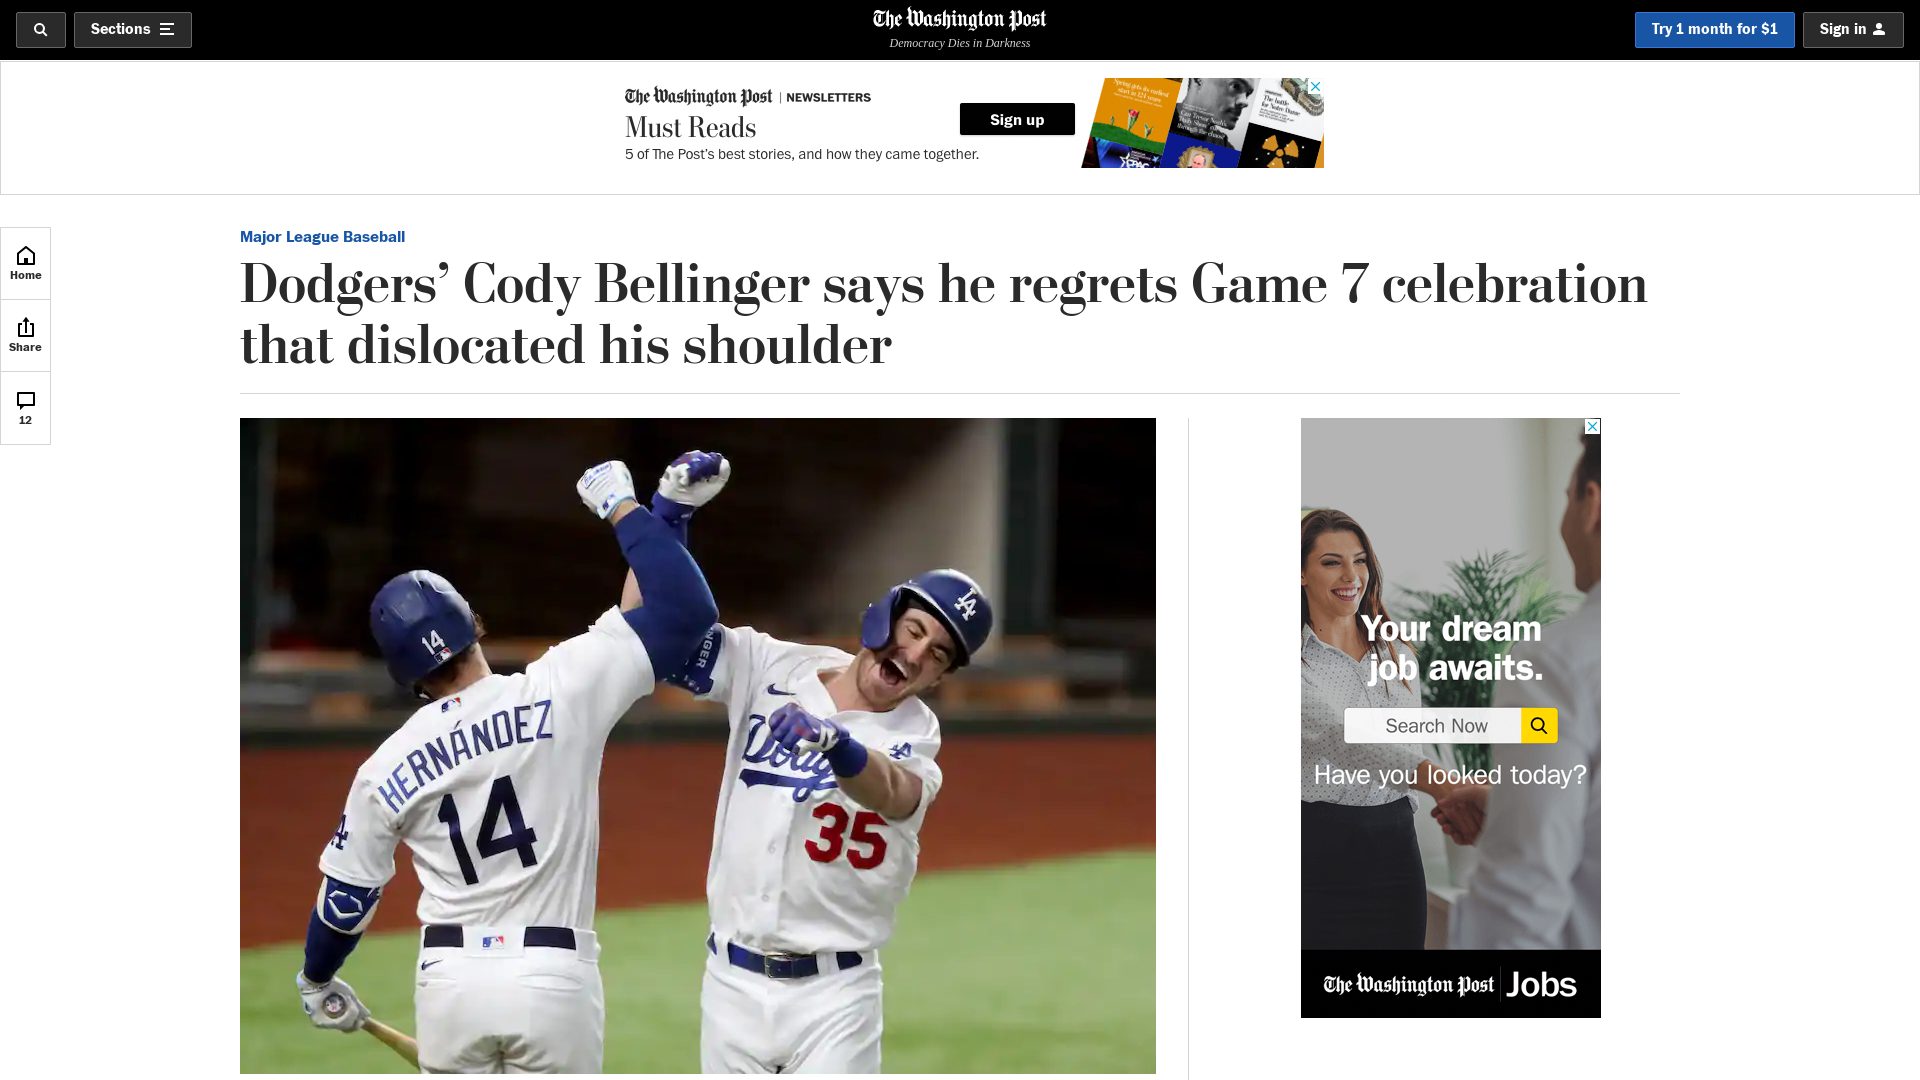 Sections
The Washington Post
Democracy Dies in Darkness
Try 1 month for $1
Sign in
The Washington Post | NEWSLETTERS
Must Reads
5 of The Post's best stories, and how they came together.
Sign up
Home
Share
12
Major League Baseball
Dodgers’ Cody Bellinger says he regrets Game 7 celebration
that dislocated his shoulder
14
HERNÁNDEZ
14
LA
Dodgers
35
Your dream
job awaits.
Search Now
Have you looked today?
The Washington Post | Jobs